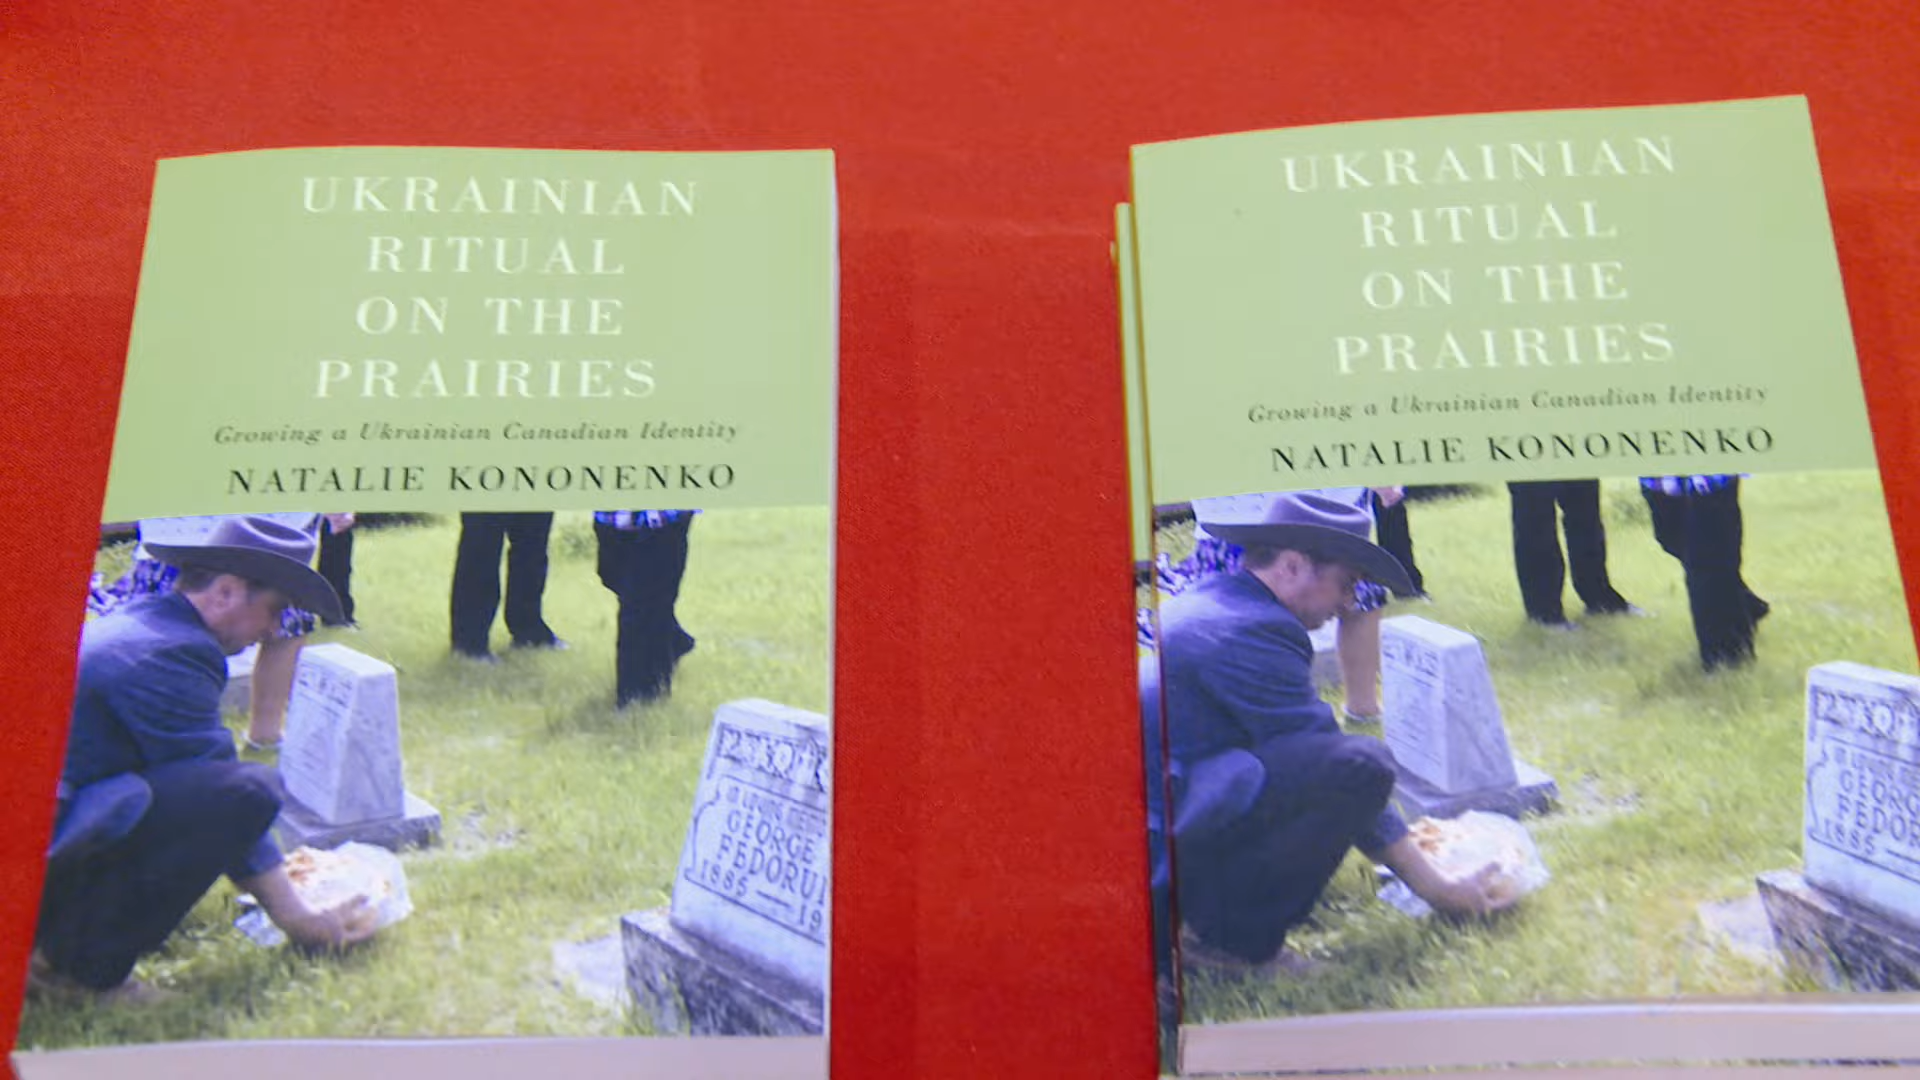 UKRAINIAN
RITUAL
ON THE
PRAIRIES
Growing a Ukrainian Canadian Identity
NATALIE KONONENKO
GEORGE
1885
19
UKRAINIAN
RITUAL
ON THE
PRAIRIES
Growing a Ukrainian Canadian Identity
NATALIE KONONENKO
1885